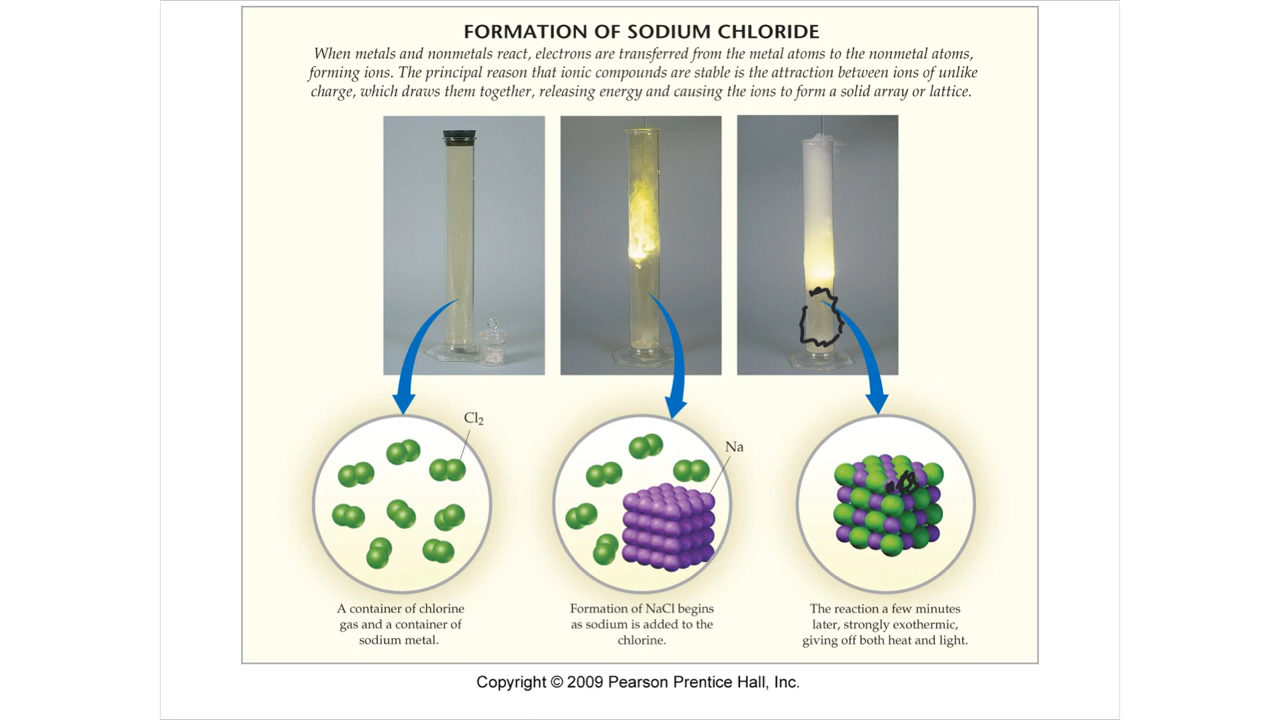 FORMATION OF SODIUM CHLORIDE
When metals and nonmetals react, electrons are transferred from the metal atoms to the nonmetal atoms,
forming ions. The principal reason that ionic compounds are stable is the attraction between ions of unlike
charge, which draws them together, releasing energy and causing the ions to form a solid array or lattice.
Cl₂
Na
A container of chlorine
gas and a container of
sodium metal.
Formation of NaCl begins
as sodium is added to the
chlorine.
The reaction a few minutes
later, strongly exothermic,
giving off both heat and light.
Copyright © 2009 Pearson Prentice Hall, Inc.